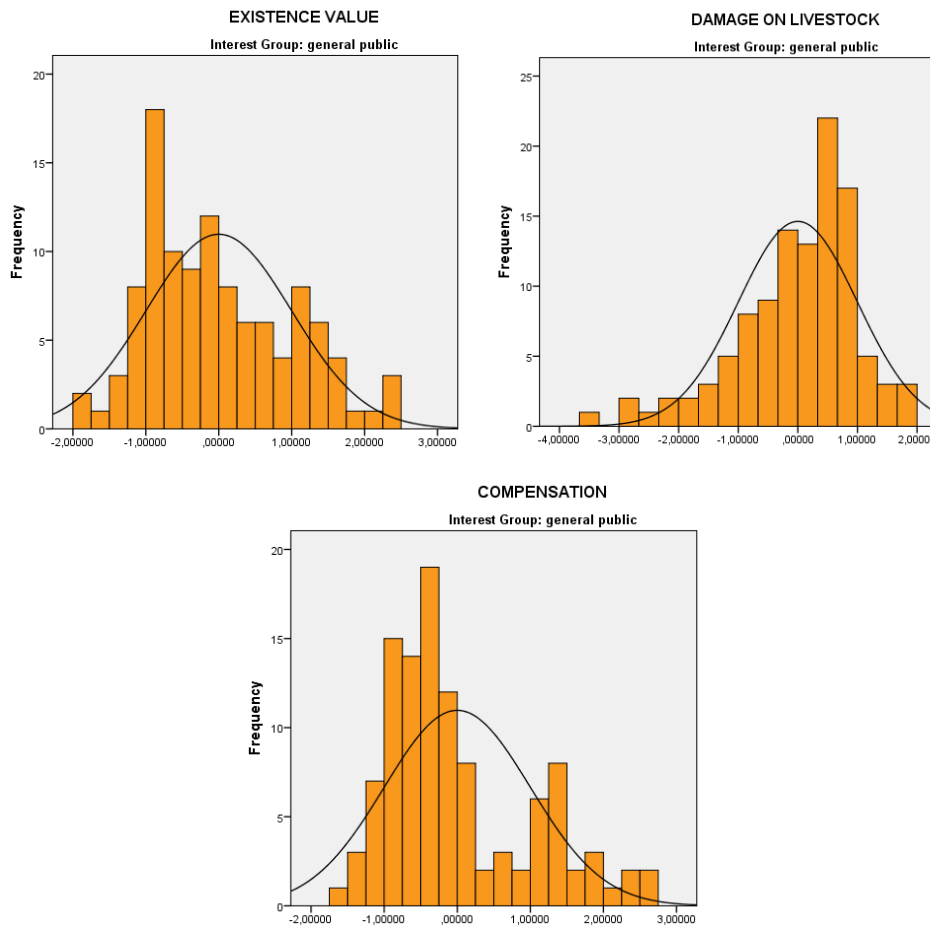 EXISTENCE VALUE
Interest Group: general public
Frequency
20
15
10
5
0
-2,00000 -1,00000 ,00000 1,00000 2,00000 3,00000
DAMAGE ON LIVESTOCK
Interest Group: general public
Frequency
25
20
15
10
5
0
-4,00000 -3,00000 -2,00000 -1,00000 ,00000 1,00000 2,00000
COMPENSATION
Interest Group: general public
Frequency
20
15
10
5
0
-2,00000 -1,00000 ,00000 1,00000 2,00000 3,00000